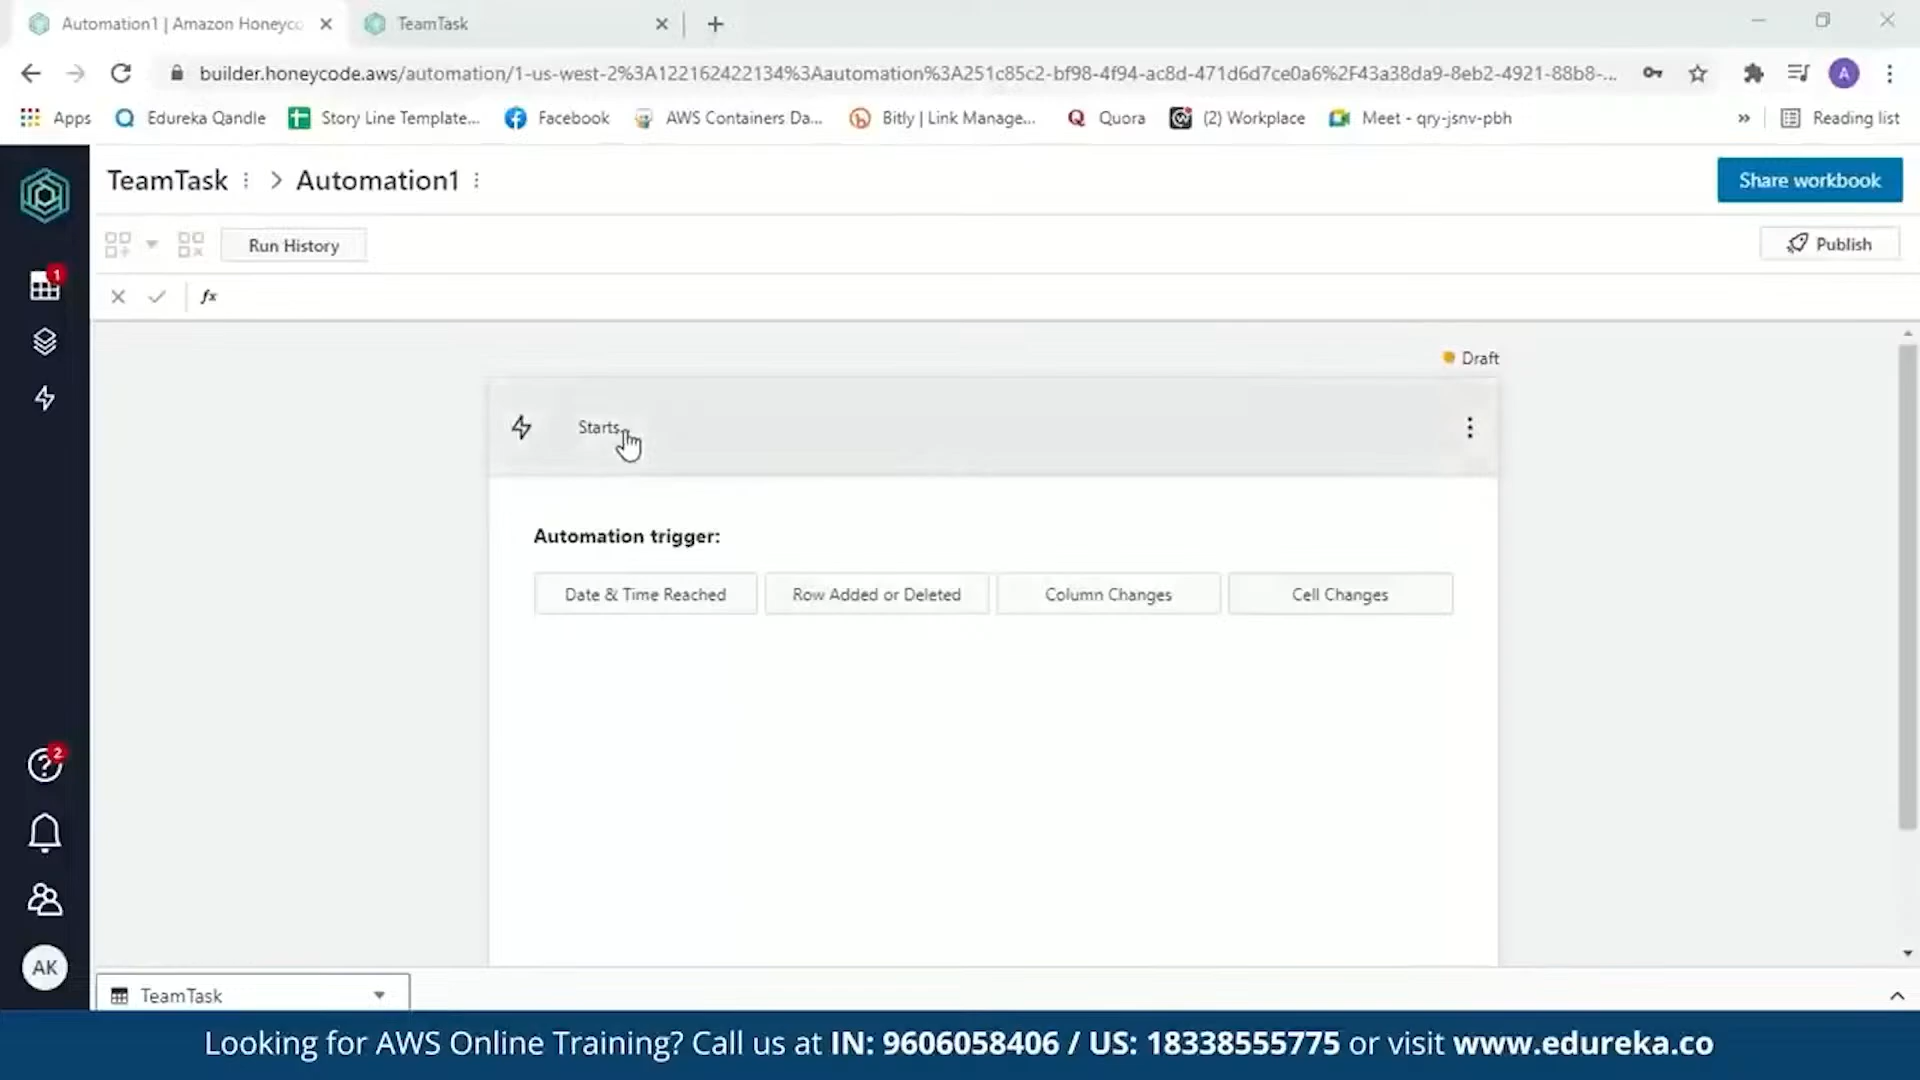 Automation1 | Amazon Honeyco
TeamTask
builder.honeycode.aws/automation/1-us-west-2%3A122162422134%3Aautomation%3A251c85c2-bf98-4f94-ac8d-471d6d7ce0a6%2F43a38da9-8eb2-4921-88b8-...
A
Apps
Edureka Qandle
Story Line Template...
Facebook
AWS Containers Da...
Bitly | Link Manage...
Quora
(2) Workplace
Meet - qry-jsnv-pbh
»
Reading list
TeamTask > Automation1
Share workbook
Run History
Publish
fx
1
Draft
Starts
Automation trigger:
Date & Time Reached
Row Added or Deleted
Column Changes
Cell Changes
2
AK
TeamTask
Looking for AWS Online Training? Call us at IN: 9606058406 / US: 18338555775 or visit www.edureka.co